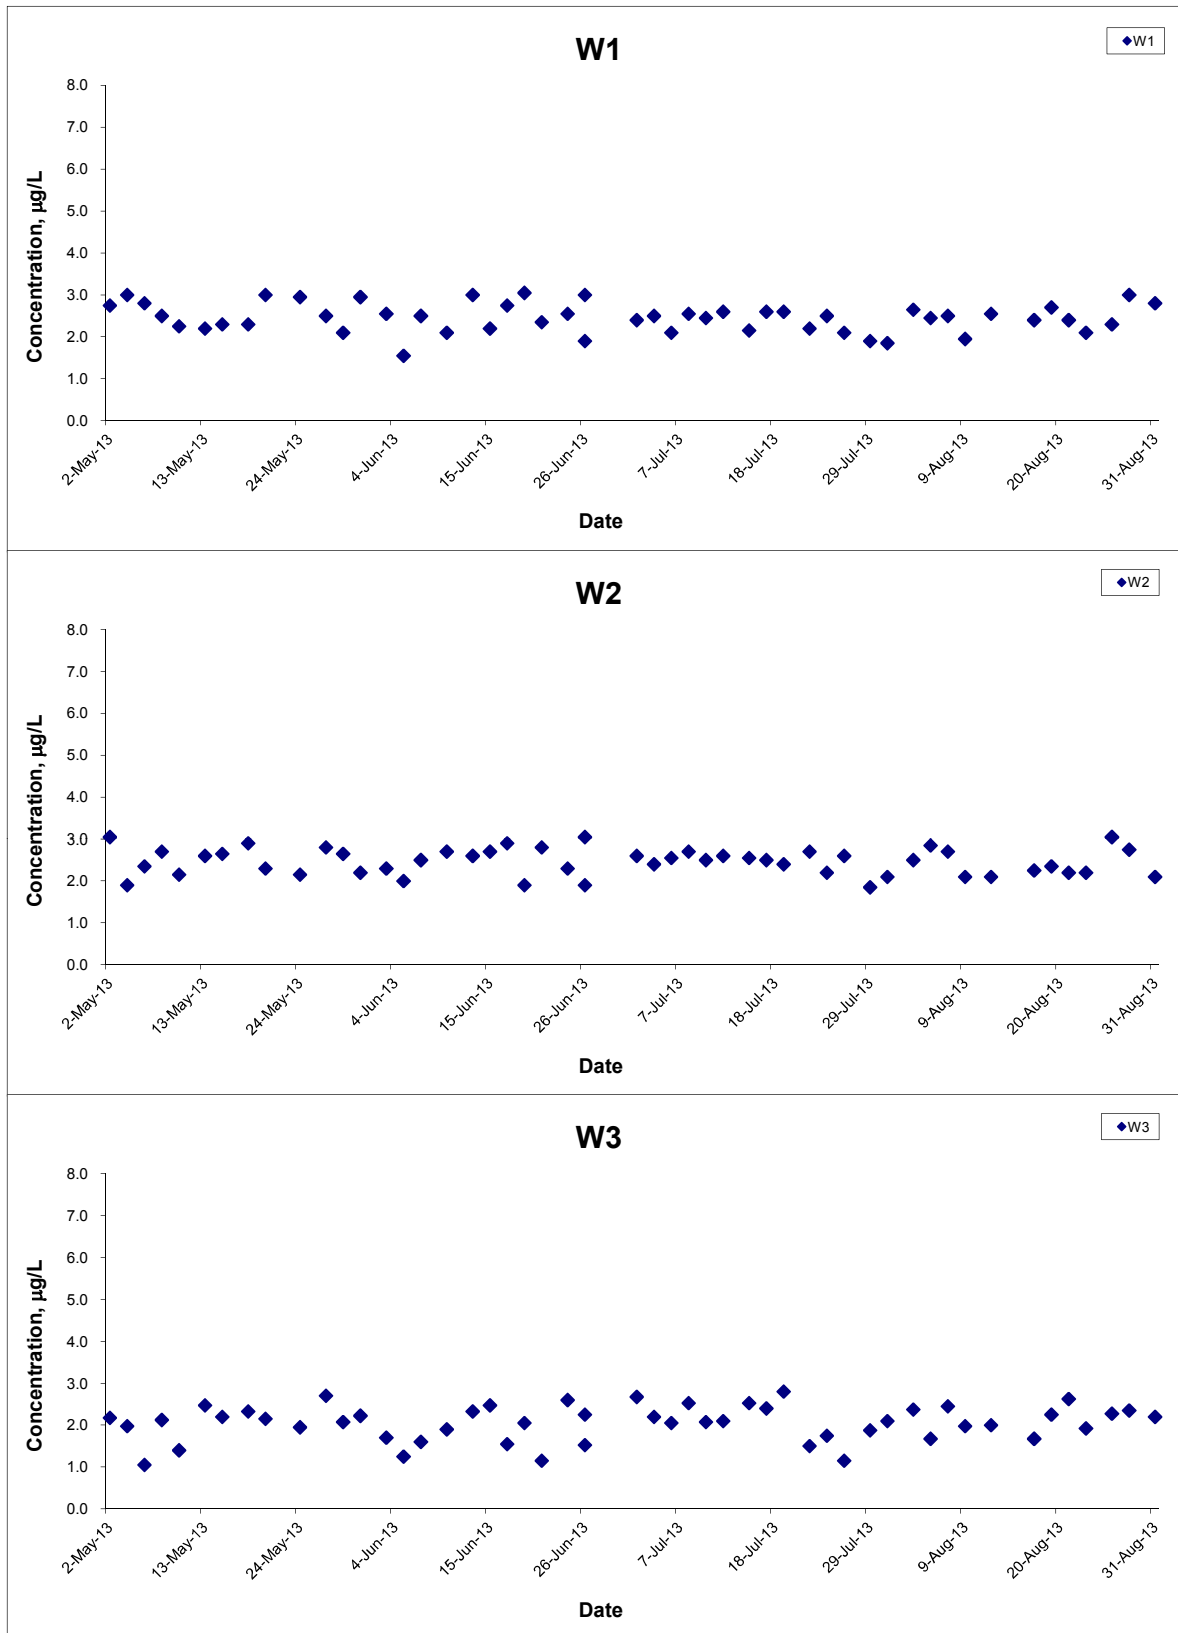 W1
W1
8.0
7.0
6.0
5.0
4.0
3.0
2.0
1.0
0.0
Concentration, µg/L
2-May-13
13-May-13
24-May-13
4-Jun-13
15-Jun-13
26-Jun-13
7-Jul-13
18-Jul-13
29-Jul-13
9-Aug-13
20-Aug-13
31-Aug-13
Date
W2
W2
8.0
7.0
6.0
5.0
4.0
3.0
2.0
1.0
0.0
Concentration, µg/L
2-May-13
13-May-13
24-May-13
4-Jun-13
15-Jun-13
26-Jun-13
7-Jul-13
18-Jul-13
29-Jul-13
9-Aug-13
20-Aug-13
31-Aug-13
Date
W3
W3
8.0
7.0
6.0
5.0
4.0
3.0
2.0
1.0
0.0
Concentration, µg/L
2-May-13
13-May-13
24-May-13
4-Jun-13
15-Jun-13
26-Jun-13
7-Jul-13
18-Jul-13
29-Jul-13
9-Aug-13
20-Aug-13
31-Aug-13
Date